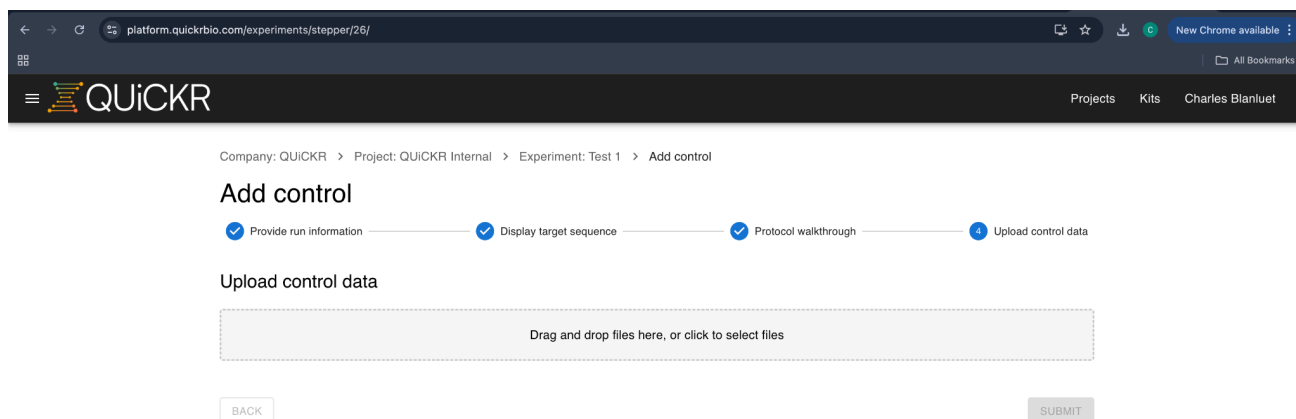 platform.quickrbio.com/experiments/stepper/26/
C
New Chrome available
All Bookmarks
QUiCKR
Projects
Kits
Charles Blanluet
Company: QUiCKR > Project: QUiCKR Internal > Experiment: Test 1 > Add control
Add control
Provide run information
Display target sequence
Protocol walkthrough
4 Upload control data
Upload control data
Drag and drop files here, or click to select files
BACK
SUBMIT